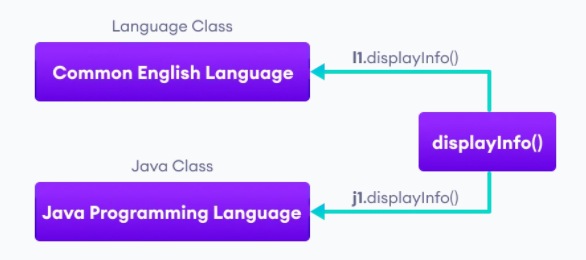 Language Class
Common English Language
l1.displayInfo()
displayInfo()
Java Class
Java Programming Language
j1.displayInfo()